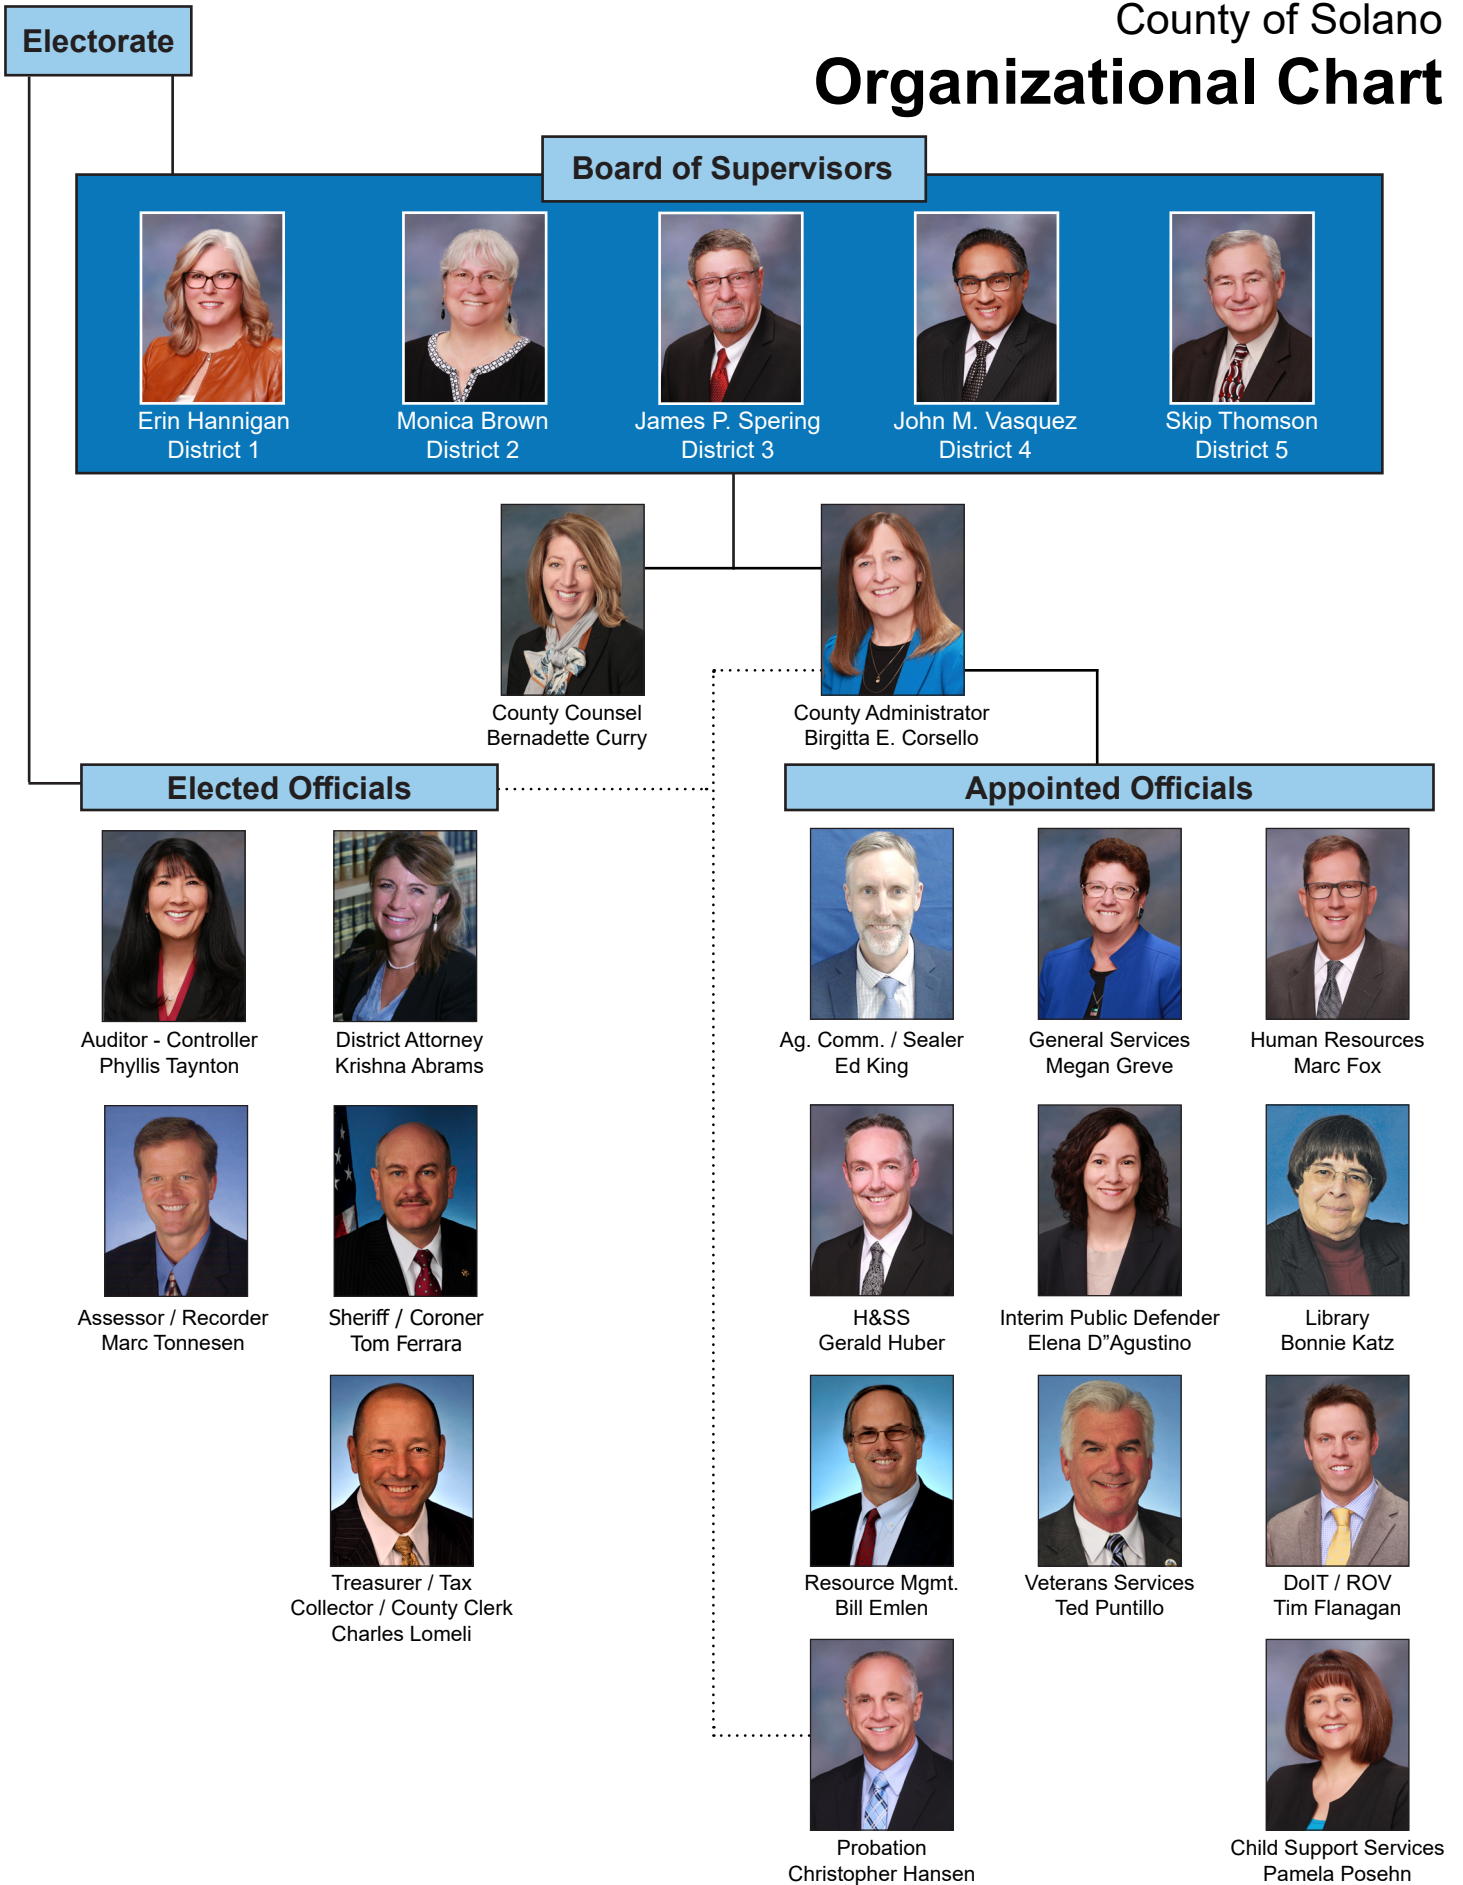 County of Solano
Organizational Chart
Electorate
Board of Supervisors
Erin Hannigan
District 1
Monica Brown
District 2
James P. Spering
District 3
John M. Vasquez
District 4
Skip Thomson
District 5
County Counsel
Bernadette Curry
County Administrator
Birgitta E. Corsello
Elected Officials
Auditor - Controller
Phyllis Taynton
District Attorney
Krishna Abrams
Assessor / Recorder
Marc Tonnesen
Sheriff / Coroner
Tom Ferrara
Treasurer / Tax
Collector / County Clerk
Charles Lomeli
Appointed Officials
Ag. Comm. / Sealer
Ed King
General Services
Megan Greve
Human Resources
Marc Fox
H&SS
Gerald Huber
Interim Public Defender
Elena D”Agustino
Library
Bonnie Katz
Resource Mgmt.
Bill Emlen
Veterans Services
Ted Puntillo
DoIT / ROV
Tim Flanagan
Probation
Christopher Hansen
Child Support Services
Pamela Posehn